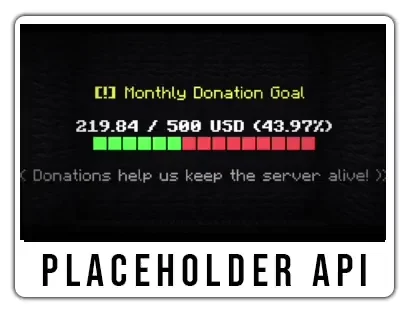 [!] Monthly Donation Goal
219.84 / 500 USD (43.97%)
( Donations help us keep the server alive! )
PLACEHOLDER API